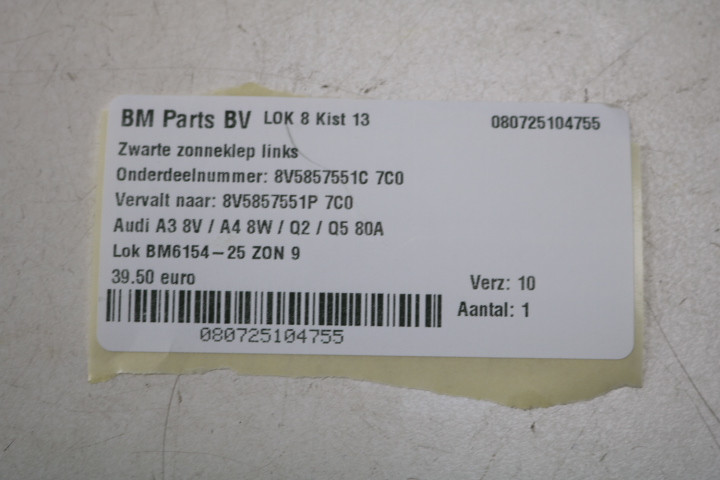 BM Parts BV LOK 8 Kist 13 080725104755
Zwarte zonneklep links
Onderdeelnummer: 8V5857551C 7C0
Vervalt naar: 8V5857551P 7C0
Audi A3 8V / A4 8W / Q2 / Q5 80A
Lok BM6154-25 ZON 9
39.50 euro Verz: 10
Aantal: 1
080725104755